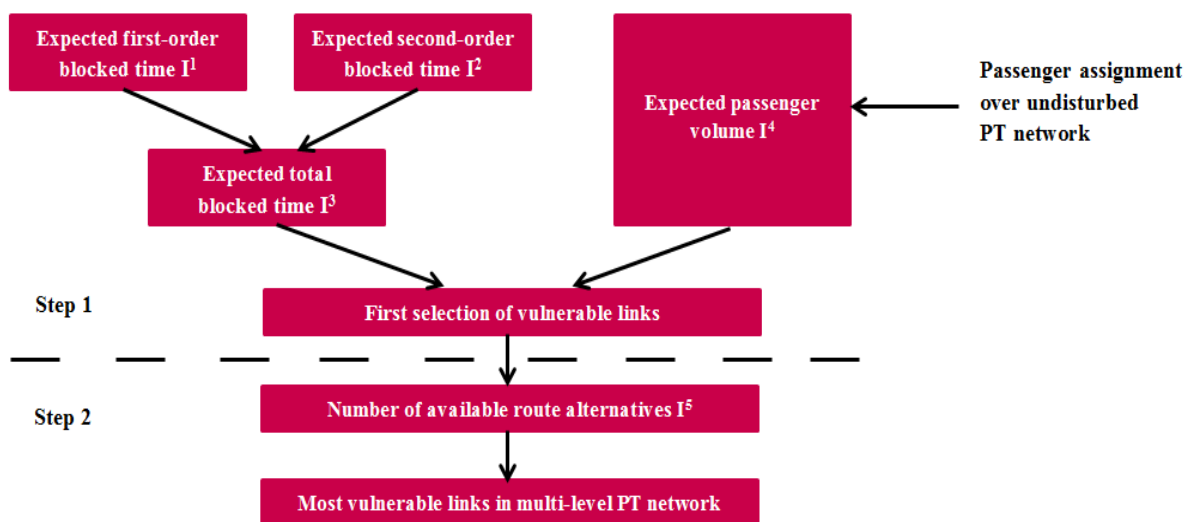 Expected first-order
blocked time I¹
Expected second-order
blocked time I²
Expected passenger
volume I⁴
Passenger assignment
over undisturbed
PT network
Expected total
blocked time I³
Step 1
First selection of vulnerable links
Step 2
Number of available route alternatives I⁵
Most vulnerable links in multi-level PT network